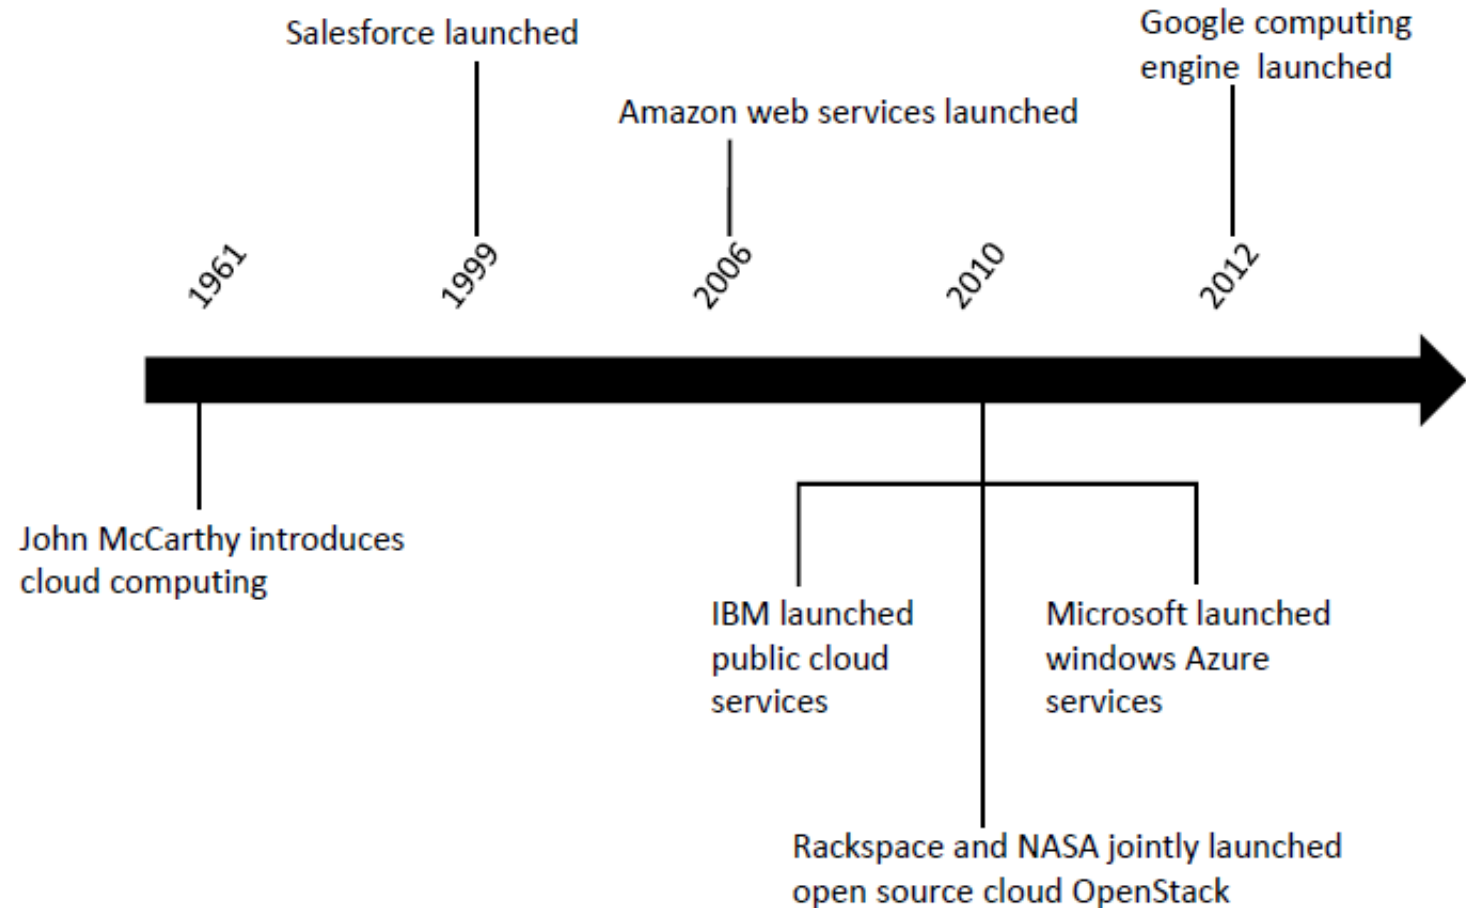 Salesforce launched
Google computing
engine launched
Amazon web services launched
1961
1999
2006
2010
2012
John McCarthy introduces
cloud computing
IBM launched
public cloud
services
Microsoft launched
windows Azure
services
Rackspace and NASA jointly launched
open source cloud OpenStack